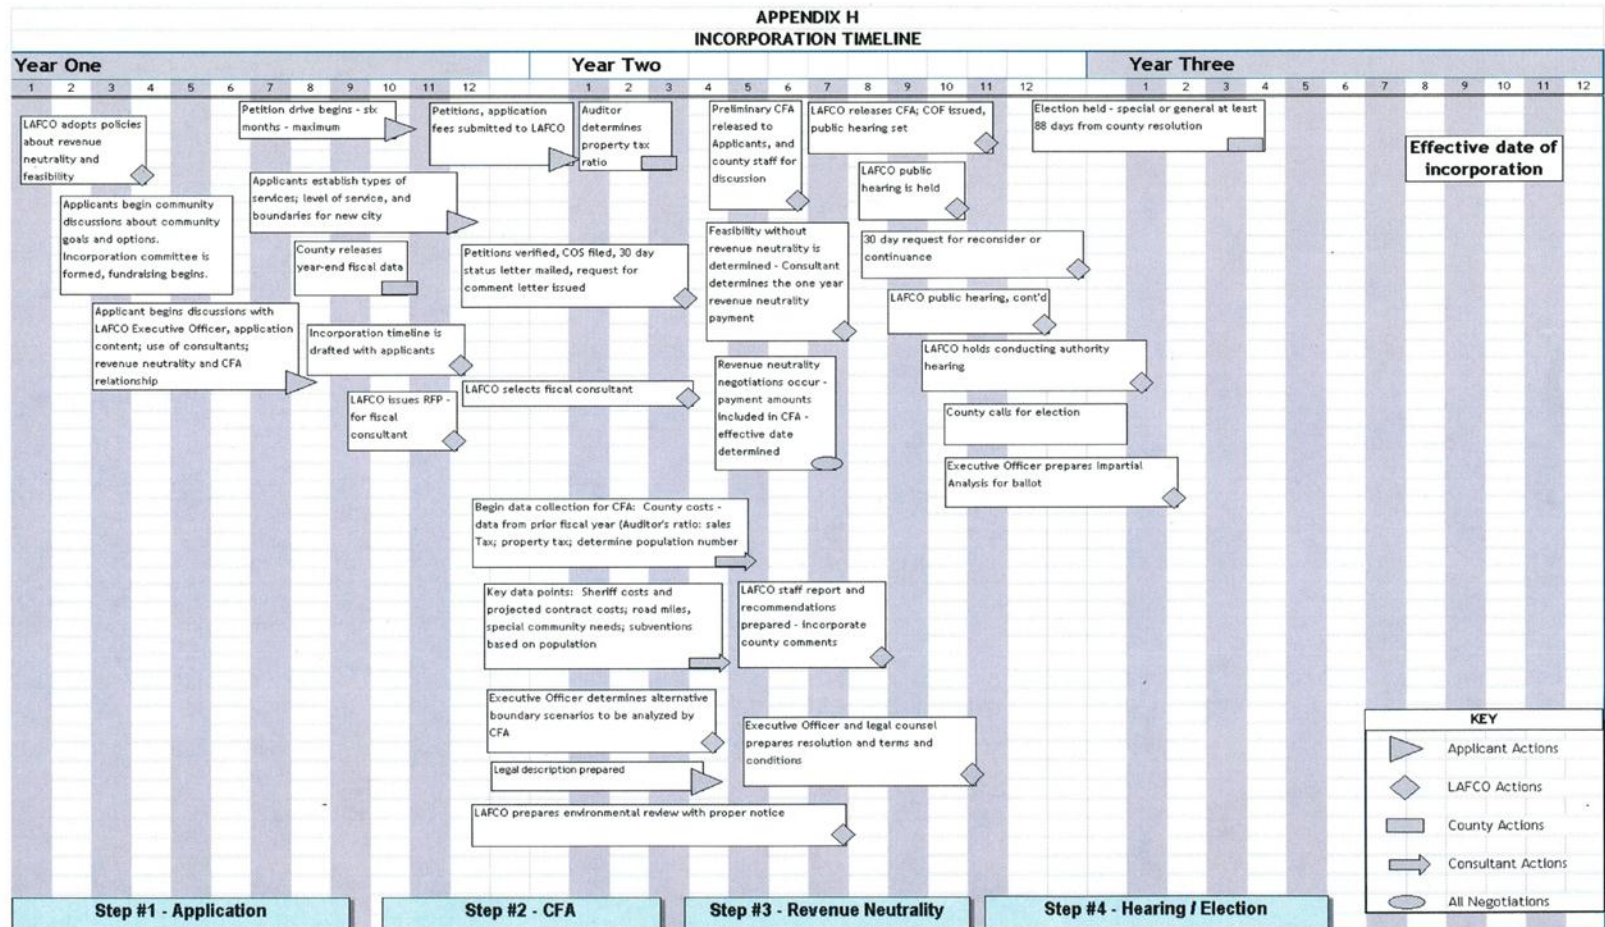 APPENDIX H
INCORPORATION TIMELINE
Year One
Year Two
Year Three
1 2 3 4 5 6 7 8 9 10 11 12
1 2 3 4 5 6 7 8 9 10 11 12
1 2 3 4 5 6 7 8 9 10 11 12
LAFCO adopts policies
about revenue
neutrality and
feasibility
Applicants begin community
discussions about community
goals and options.
Incorporation committee is
formed, fundraising begins.
Applicant begins discussions with
LAFCO Executive Officer, application
content; use of consultants;
revenue neutrality and CFA
relationship
Petition drive begins - six
months - maximum
Applicants establish types of
services; level of service, and
boundaries for new city
County releases
year-end fiscal data
Incorporation timeline is
drafted with applicants
LAFCO issues RFP -
for fiscal
consultant
Petitions, application
fees submitted to LAFCO
Auditor
determines
property tax
ratio
Petitions verified, COS filed, 30 day
status letter mailed, request for
comment letter issued
LAFCO selects fiscal consultant
Begin data collection for CFA: County costs -
data from prior fiscal year (Auditor's ratio: sales
Tax; property tax; determine population number
Key data points: Sheriff costs and
projected contract costs; road miles,
special community needs; subventions
based on population
Executive Officer determines alternative
boundary scenarios to be analyzed by
CFA
Legal description prepared
LAFCO prepares environmental review with proper notice
Preliminary CFA
released to
Applicants, and
county staff for
discussion
Feasibility without
revenue neutrality is
determined - Consultant
determines the one year
revenue neutrality
payment
Revenue neutrality
negotiations occur -
payment amounts
included in CFA -
effective date
determined
LAFCO staff report and
recommendations
prepared - incorporate
county comments
Executive Officer and legal counsel
prepares resolution and terms and
conditions
LAFCO releases CFA; COF issued,
public hearing set
LAFCO public
hearing is held
30 day request for reconsider or
continuance
LAFCO public hearing, cont'd
LAFCO holds conducting authority
hearing
County calls for election
Executive Officer prepares Impartial
Analysis for ballot
Election held - special or general at least
88 days from county resolution
Effective date of
incorporation
KEY
Applicant Actions
LAFCO Actions
County Actions
Consultant Actions
All Negotiations
Step #1 - Application
Step #2 - CFA
Step #3 - Revenue Neutrality
Step #4 - Hearing / Election